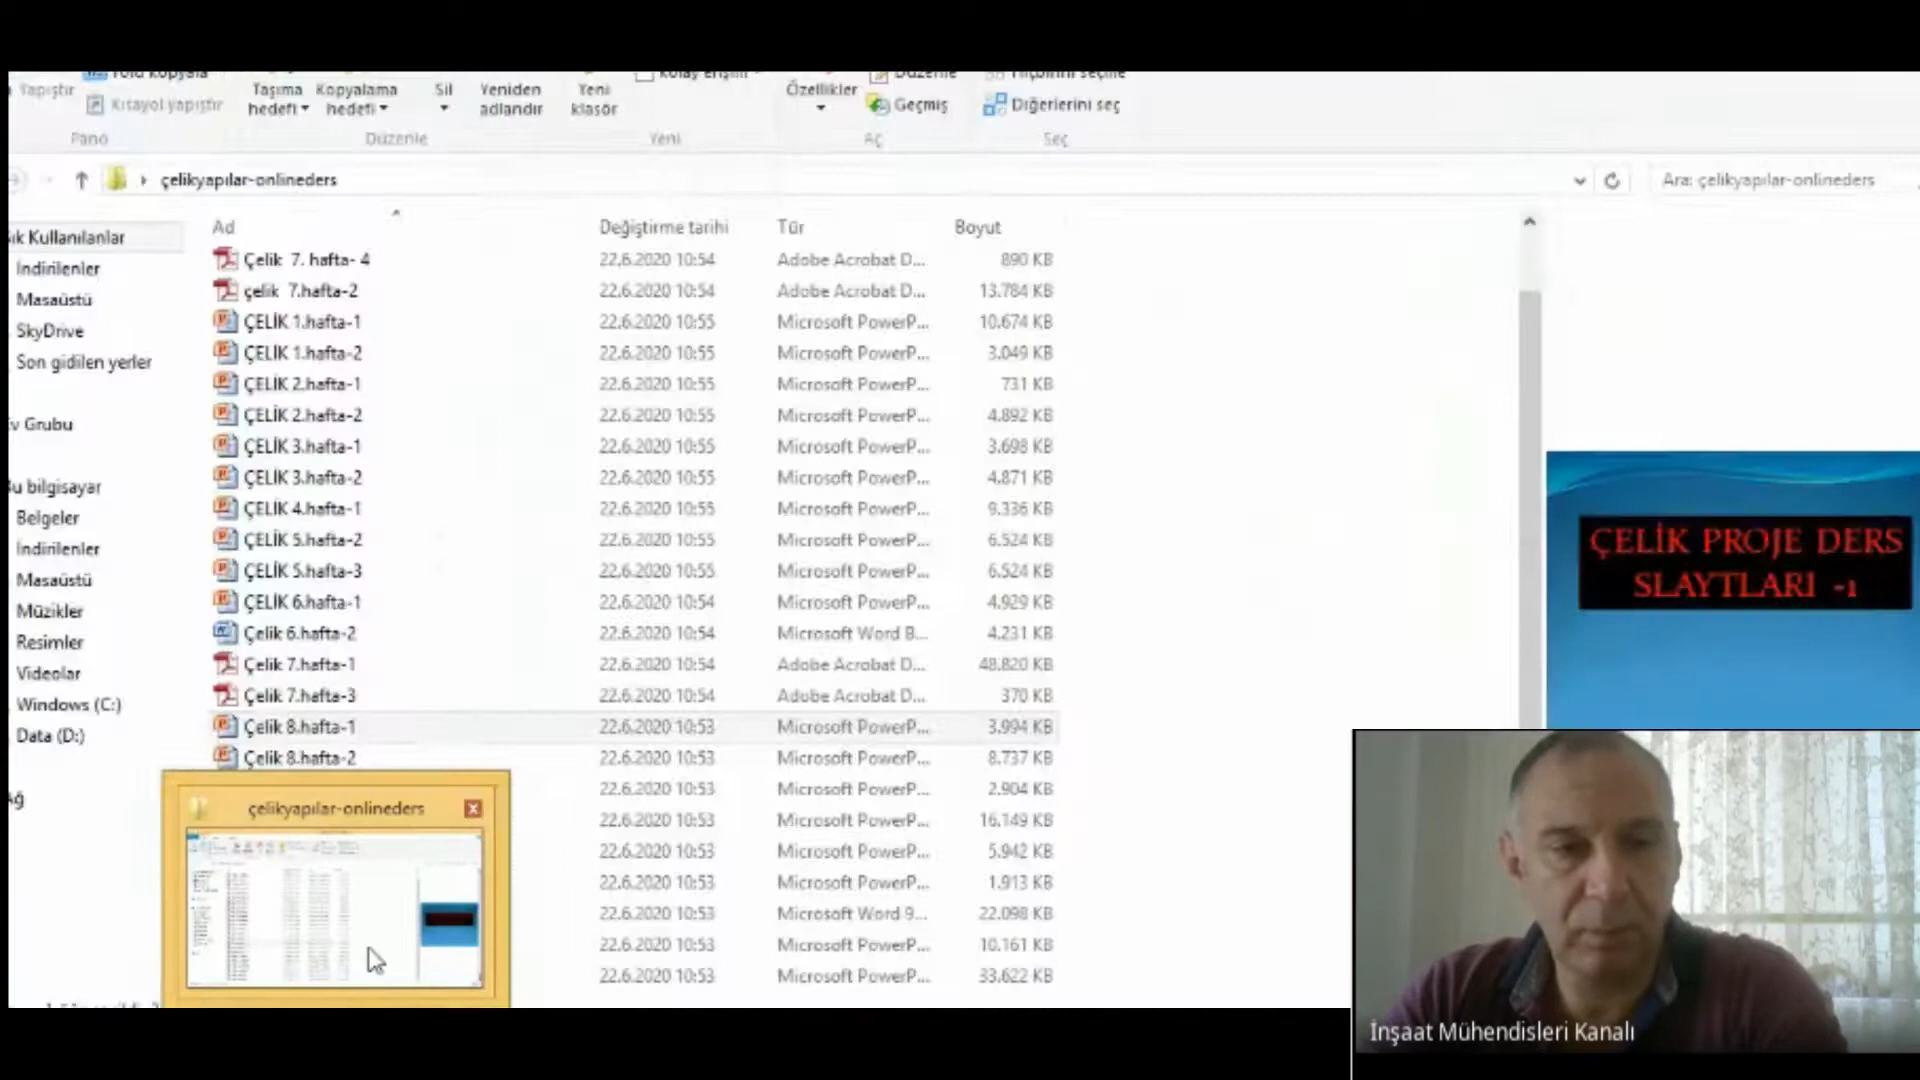 Yapıştır
Yolu kopyala
Kısayol yapıştır
Taşıma hedefi
Kopyalama hedefi
Sil
Yeniden adlandır
Yeni klasör
Kolay erişim
Özellikler
Düzenle
Geçmiş
Hiçbirini seçme
Diğerlerini seç
Pano
Düzenle
Yeni
Aç
Seç
çelikyapılar-onlineders
Ara: çelikyapılar-onlineders
Ad Değiştirme tarihi Tür Boyut
Çelik 7. hafta- 4 22.6.2020 10:54 Adobe Acrobat D... 890 KB
çelik 7.hafta-2 22.6.2020 10:54 Adobe Acrobat D... 13.784 KB
ÇELİK 1.hafta-1 22.6.2020 10:55 Microsoft PowerP... 10.674 KB
ÇELİK 1.hafta-2 22.6.2020 10:55 Microsoft PowerP... 3.049 KB
ÇELİK 2.hafta-1 22.6.2020 10:55 Microsoft PowerP... 731 KB
ÇELİK 2.hafta-2 22.6.2020 10:55 Microsoft PowerP... 4.892 KB
ÇELİK 3.hafta-1 22.6.2020 10:55 Microsoft PowerP... 3.698 KB
ÇELİK 3.hafta-2 22.6.2020 10:55 Microsoft PowerP... 4.871 KB
ÇELİK 4.hafta-1 22.6.2020 10:55 Microsoft PowerP... 9.336 KB
ÇELİK 5.hafta-2 22.6.2020 10:55 Microsoft PowerP... 6.524 KB
ÇELİK 5.hafta-3 22.6.2020 10:55 Microsoft PowerP... 6.524 KB
ÇELİK 6.hafta-1 22.6.2020 10:54 Microsoft PowerP... 4.929 KB
Çelik 6.hafta-2 22.6.2020 10:54 Microsoft Word B... 4.231 KB
Çelik 7.hafta-1 22.6.2020 10:54 Adobe Acrobat D... 48.820 KB
Çelik 7.hafta-3 22.6.2020 10:54 Adobe Acrobat D... 370 KB
Çelik 8.hafta-1 22.6.2020 10:53 Microsoft PowerP... 3.994 KB
Çelik 8.hafta-2 22.6.2020 10:53 Microsoft PowerP... 8.737 KB
22.6.2020 10:53 Microsoft PowerP... 2.904 KB
22.6.2020 10:53 Microsoft PowerP... 16.149 KB
22.6.2020 10:53 Microsoft PowerP... 5.942 KB
22.6.2020 10:53 Microsoft PowerP... 1.913 KB
22.6.2020 10:53 Microsoft Word 9... 22.098 KB
22.6.2020 10:53 Microsoft PowerP... 10.161 KB
22.6.2020 10:53 Microsoft PowerP... 33.622 KB
ık Kullanılanlar
İndirilenler
Masaüstü
SkyDrive
Son gidilen yerler
v Grubu
u bilgisayar
Belgeler
İndirilenler
Masaüstü
Müzikler
Resimler
Videolar
Windows (C:)
Data (D:)
Ağ
çelikyapılar-onlineders
ÇELİK PROJE DERS
SLAYTLARI -1
İnşaat Mühendisleri Kanalı